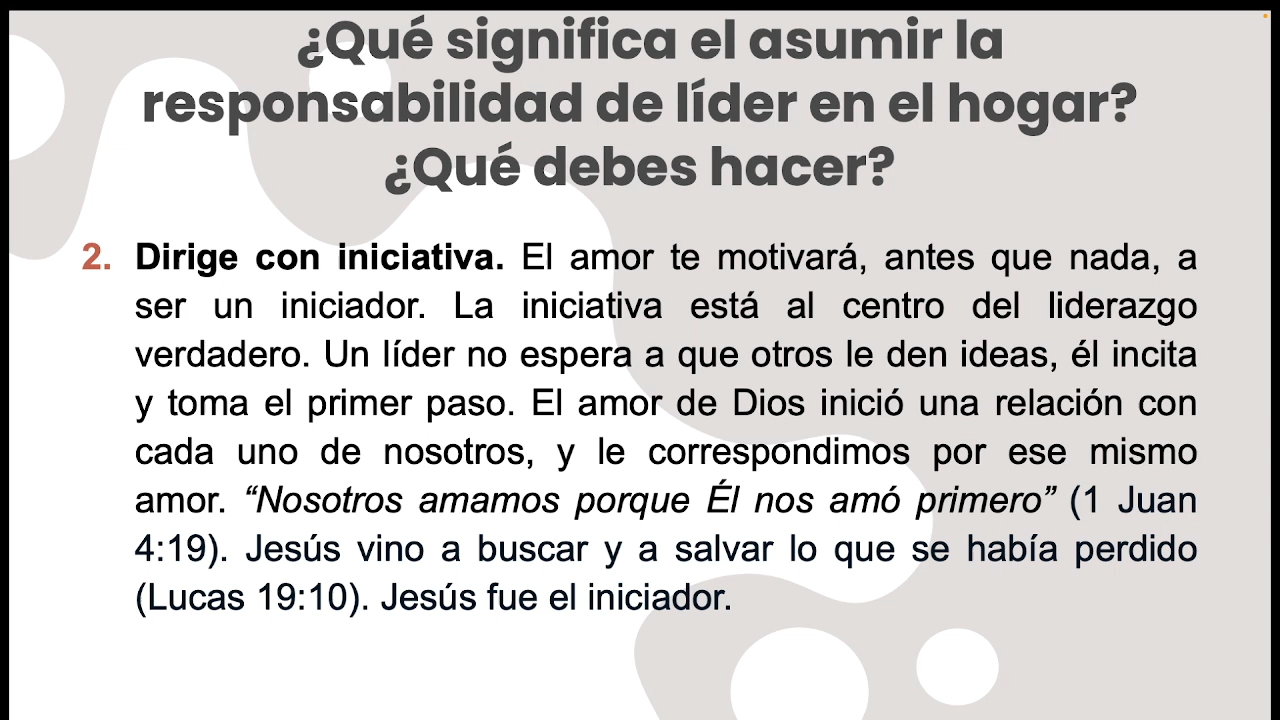 ¿Qué significa el asumir la
responsabilidad de líder en el hogar?
¿Qué debes hacer?
2. Dirige con iniciativa. El amor te motivará, antes que nada, a
ser un iniciador. La iniciativa está al centro del liderazgo
verdadero. Un líder no espera a que otros le den ideas, él incita
y toma el primer paso. El amor de Dios inició una relación con
cada uno de nosotros, y le correspondimos por ese mismo
amor. “Nosotros amamos porque Él nos amó primero” (1 Juan
4:19). Jesús vino a buscar y a salvar lo que se había perdido
(Lucas 19:10). Jesús fue el iniciador.